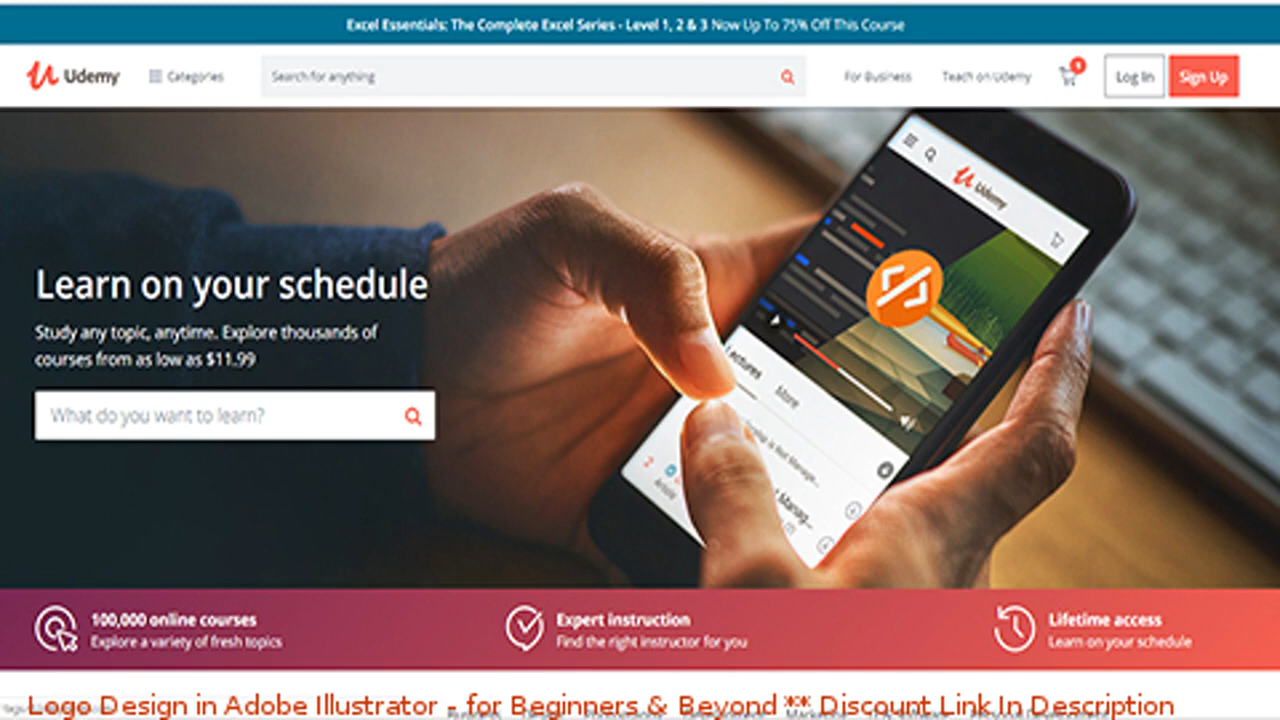 Excel Essentials: The Complete Excel Series - Level 1, 2 & 3 Now Up To 75% Off This Course
Udemy
Categories
Search for anything
For Business
Teach on Udemy
Log In
Sign Up
Udemy
Learn on your schedule
Study any topic, anytime. Explore thousands of
courses from as low as $11.99
What do you want to learn?
Lectures
More
100,000 online courses
Explore a variety of fresh topics
Expert instruction
Find the right instructor for you
Lifetime access
Learn on your schedule
Logo Design in Adobe Illustrator - for Beginners & Beyond ** Discount Link In Description